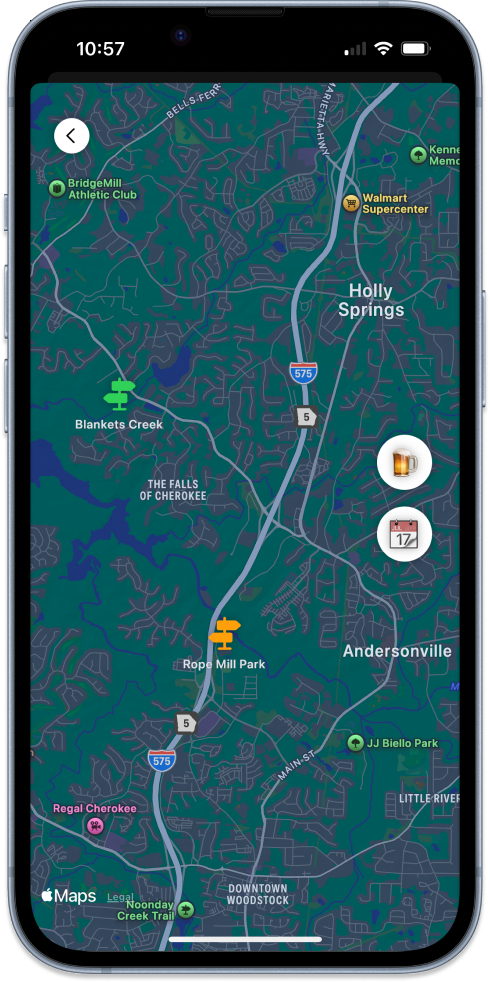 10:57
BELLS-FERR
MARIETTA-HWY
Kenne
Memo
BridgeMill
Athletic Club
Walmart
Supercenter
Holly
Springs
575
5
Blankets Creek
THE FALLS
OF CHEROKEE
JUL
17
Rope Mill Park
Andersonville
M
5
575
JJ Biello Park
MAIN-ST
LITTLE RIVER
Regal Cherokee
DOWNTOWN
WOODSTOCK
Maps
Legal
Noonday
Creek Trail